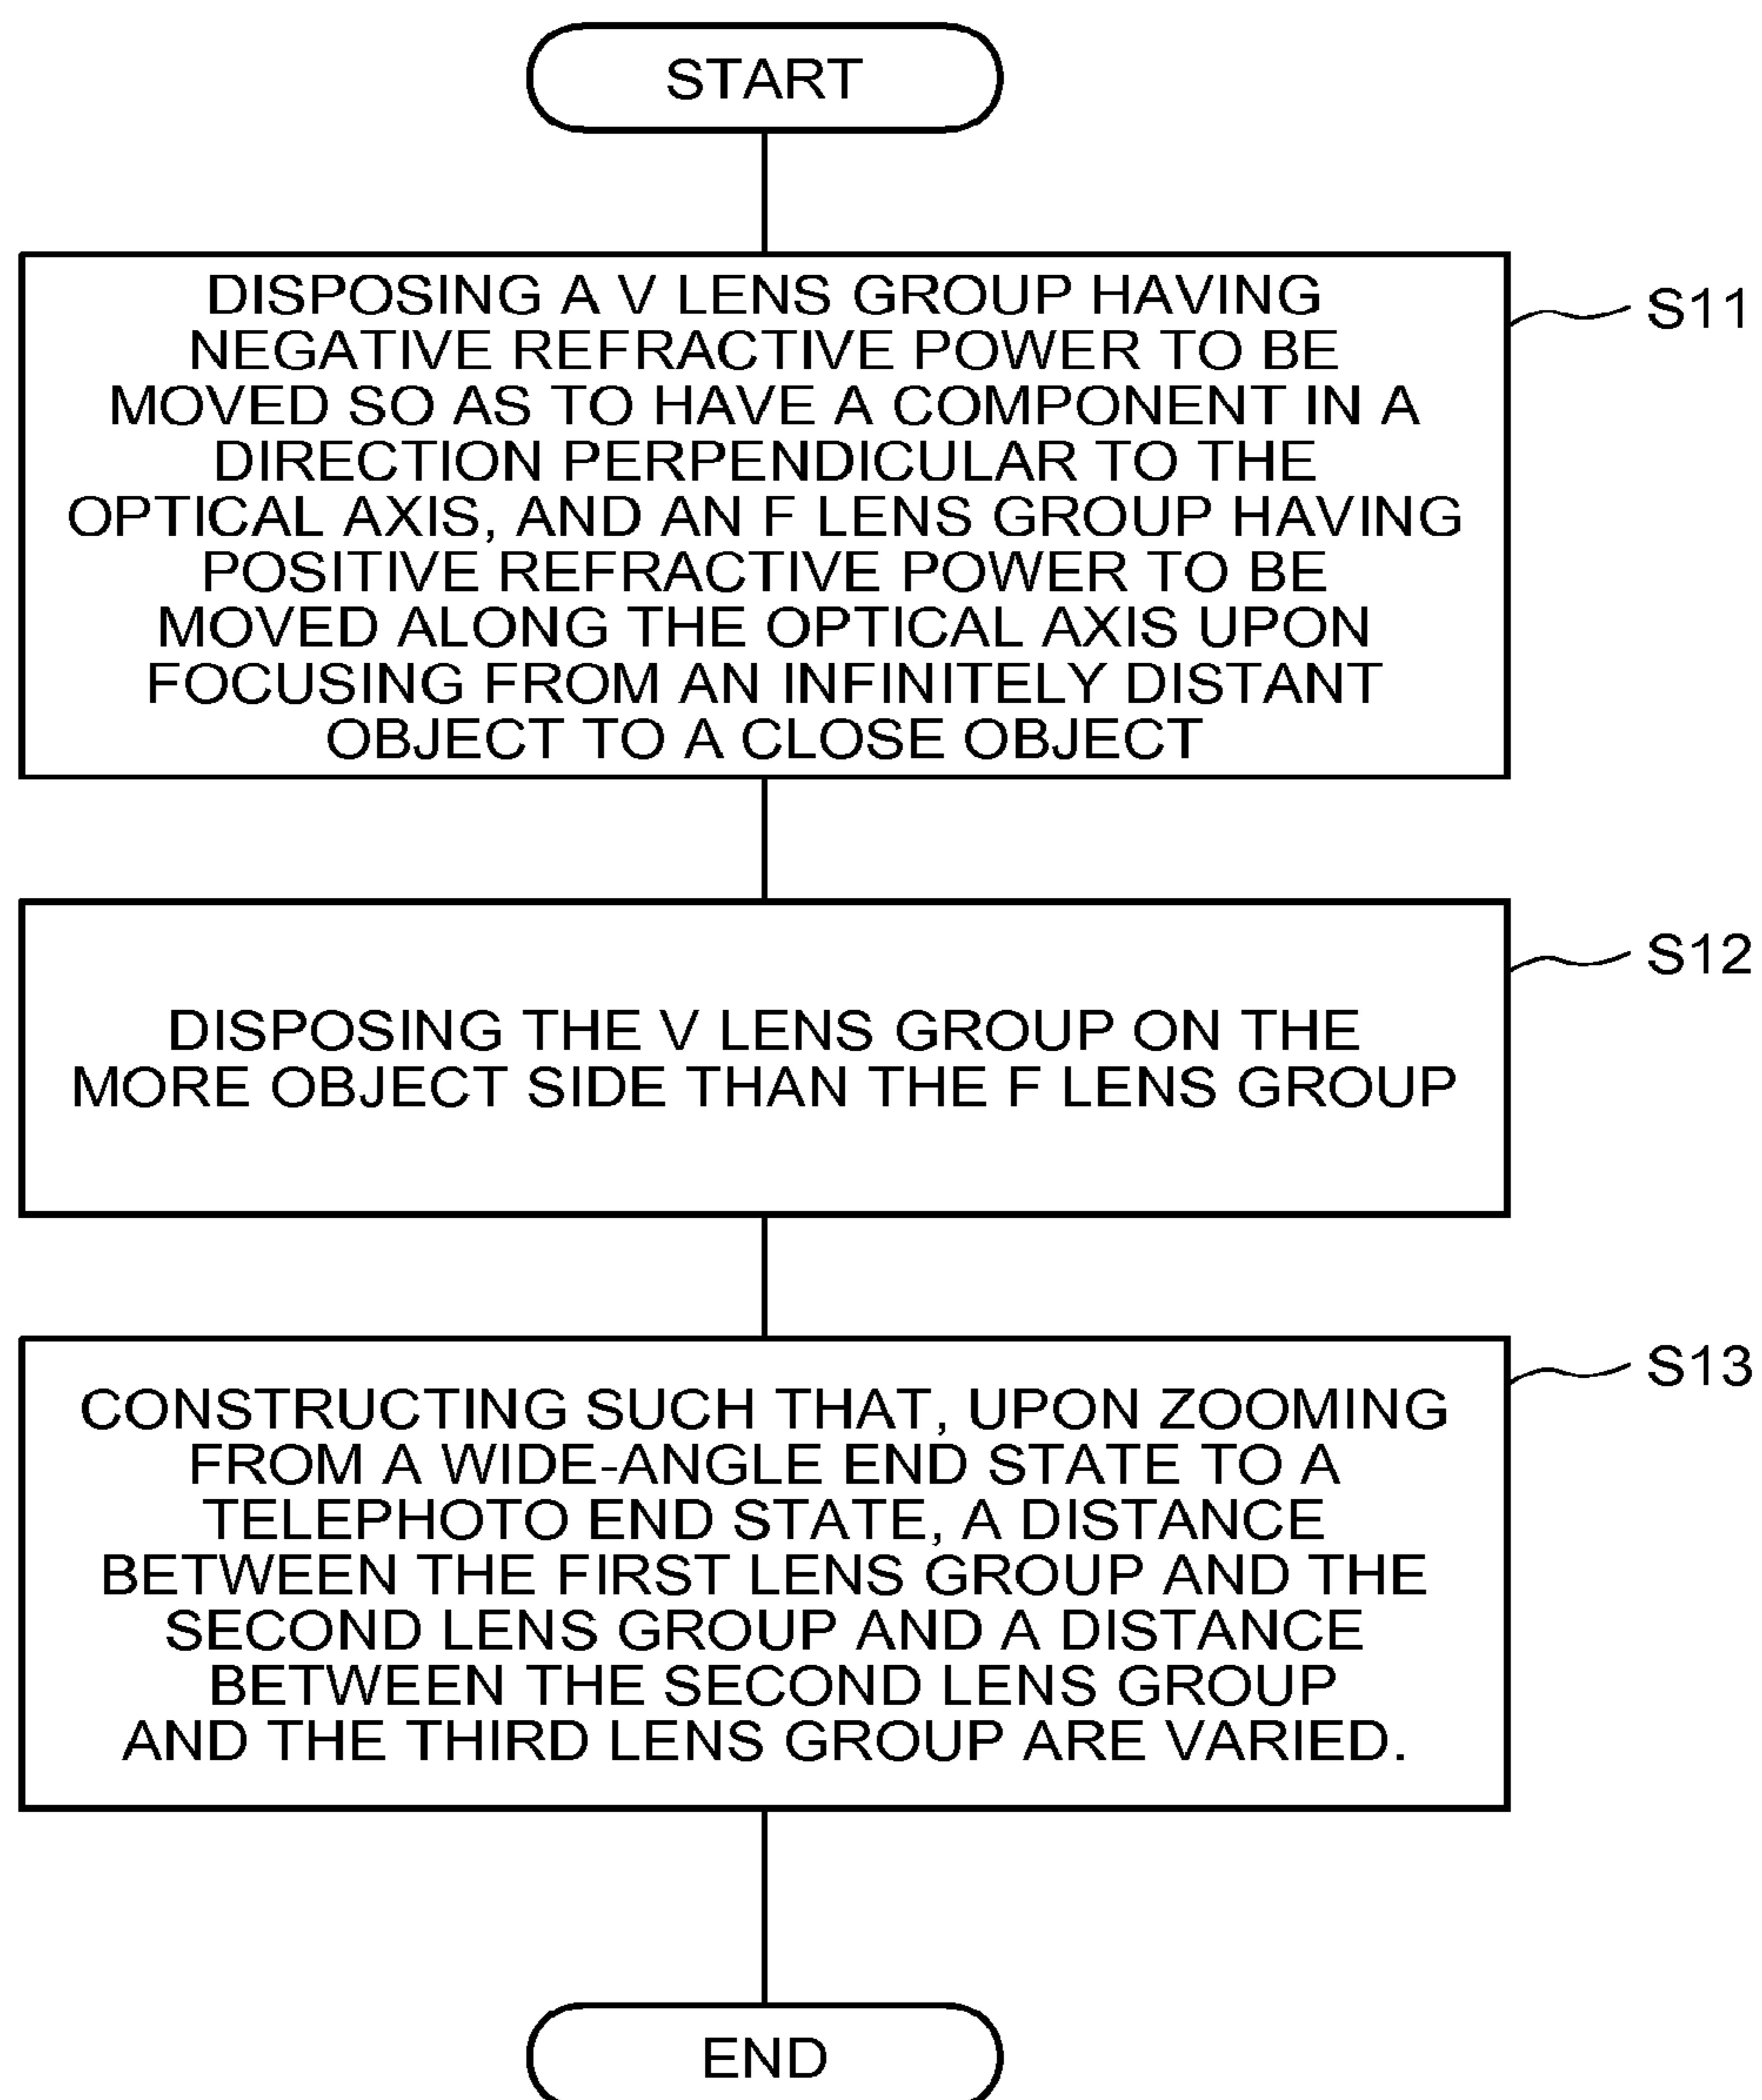 START
DISPOSING A V LENS GROUP HAVING
NEGATIVE REFRACTIVE POWER TO BE
MOVED SO AS TO HAVE A COMPONENT IN A
DIRECTION PERPENDICULAR TO THE
OPTICAL AXIS, AND AN F LENS GROUP HAVING
POSITIVE REFRACTIVE POWER TO BE
MOVED ALONG THE OPTICAL AXIS UPON
FOCUSING FROM AN INFINITELY DISTANT
OBJECT TO A CLOSE OBJECT
S11
DISPOSING THE V LENS GROUP ON THE
MORE OBJECT SIDE THAN THE F LENS GROUP
S12
CONSTRUCTING SUCH THAT, UPON ZOOMING
FROM A WIDE-ANGLE END STATE TO A
TELEPHOTO END STATE, A DISTANCE
BETWEEN THE FIRST LENS GROUP AND THE
SECOND LENS GROUP AND A DISTANCE
BETWEEN THE SECOND LENS GROUP
AND THE THIRD LENS GROUP ARE VARIED.
S13
END